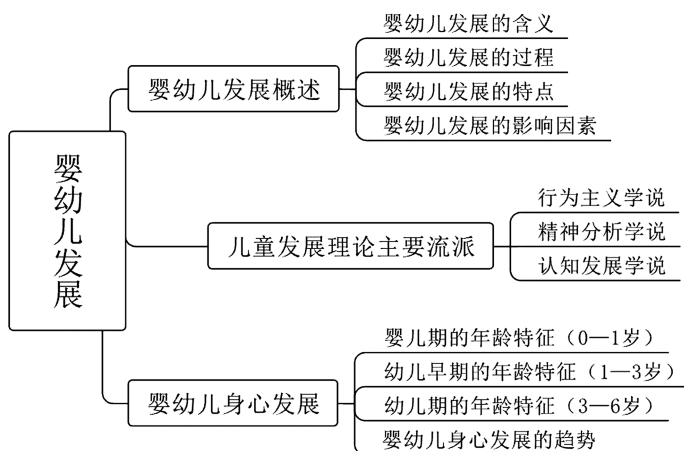 婴幼儿发展
婴幼儿发展概述
婴幼儿发展的含义
婴幼儿发展的过程
婴幼儿发展的特点
婴幼儿发展的影响因素
儿童发展理论主要流派
行为主义学说
精神分析学说
认知发展学说
婴幼儿身心发展
婴儿期的年龄特征（0—1岁）
幼儿早期的年龄特征（1—3岁）
幼儿期的年龄特征（3—6岁）
婴幼儿身心发展的趋势